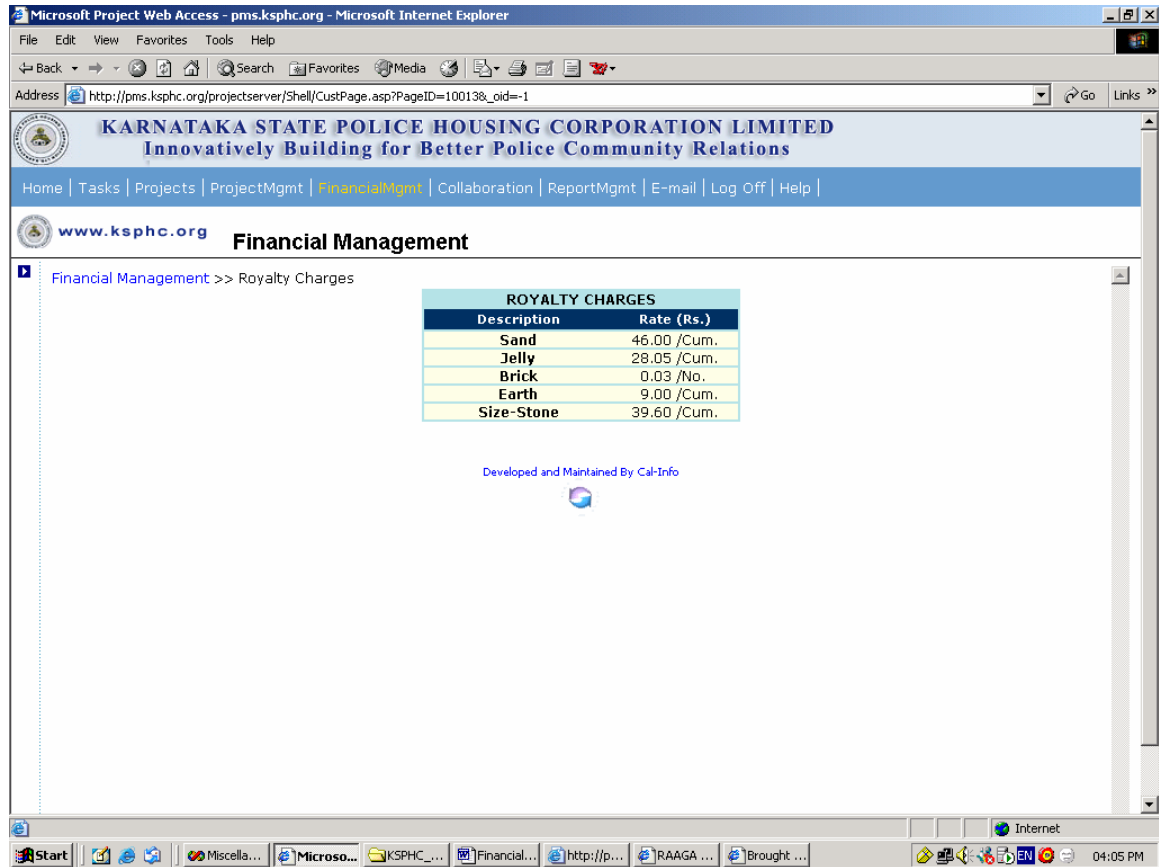 Microsoft Project Web Access - pms.ksphc.org - Microsoft Internet Explorer
File Edit View Favorites Tools Help
Back Search Favorites Media
Address http://pms.ksphc.org/projectserver/Shell/CustPage.asp?PageID=10013&_oid=-1 Go Links »
KARNATAKA STATE POLICE HOUSING CORPORATION LIMITED
Innovatively Building for Better Police Community Relations
Home | Tasks | Projects | ProjectMgmt | FinancialMgmt | Collaboration | ReportMgmt | E-mail | Log Off | Help |
www.ksphc.org Financial Management
Financial Management >> Royalty Charges
ROYALTY CHARGES
Description Rate (Rs.)
Sand 46.00 /Cum.
Jelly 28.05 /Cum.
Brick 0.03 /No.
Earth 9.00 /Cum.
Size-Stone 39.60 /Cum.
Developed and Maintained By Cal-Info
Internet
Start Miscella... Microso... KSPHC_... Financial... http://p... RAAGA ... Brought ... EN 04:05 PM